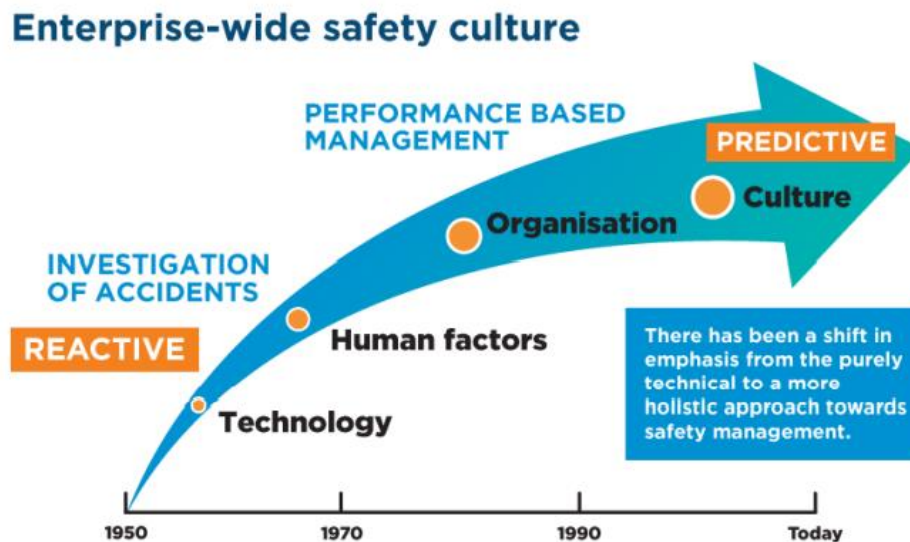 Enterprise-wide safety culture
PERFORMANCE BASED
MANAGEMENT
PREDICTIVE
Culture
Organisation
INVESTIGATION
OF ACCIDENTS
REACTIVE
Human factors
Technology
There has been a shift in
emphasis from the purely
technical to a more
holistic approach towards
safety management.
1950
1970
1990
Today